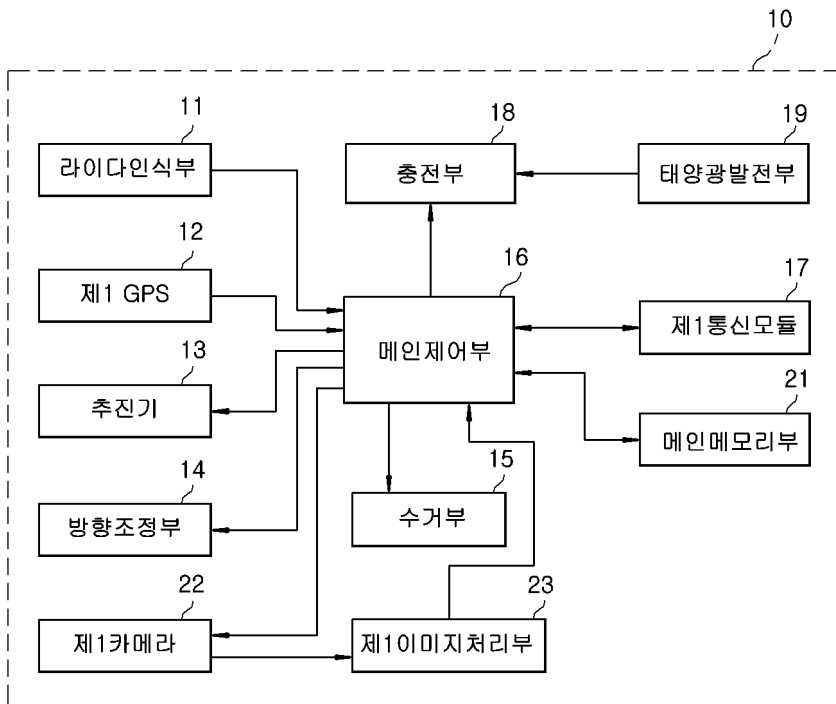 10
11
라이다인식부
18
충전부
19
태양광발전부
12
제1 GPS
16
메인제어부
17
제1통신모듈
13
추진기
21
메인메모리부
14
방향조정부
15
수거부
22
제1카메라
23
제1이미지처리부